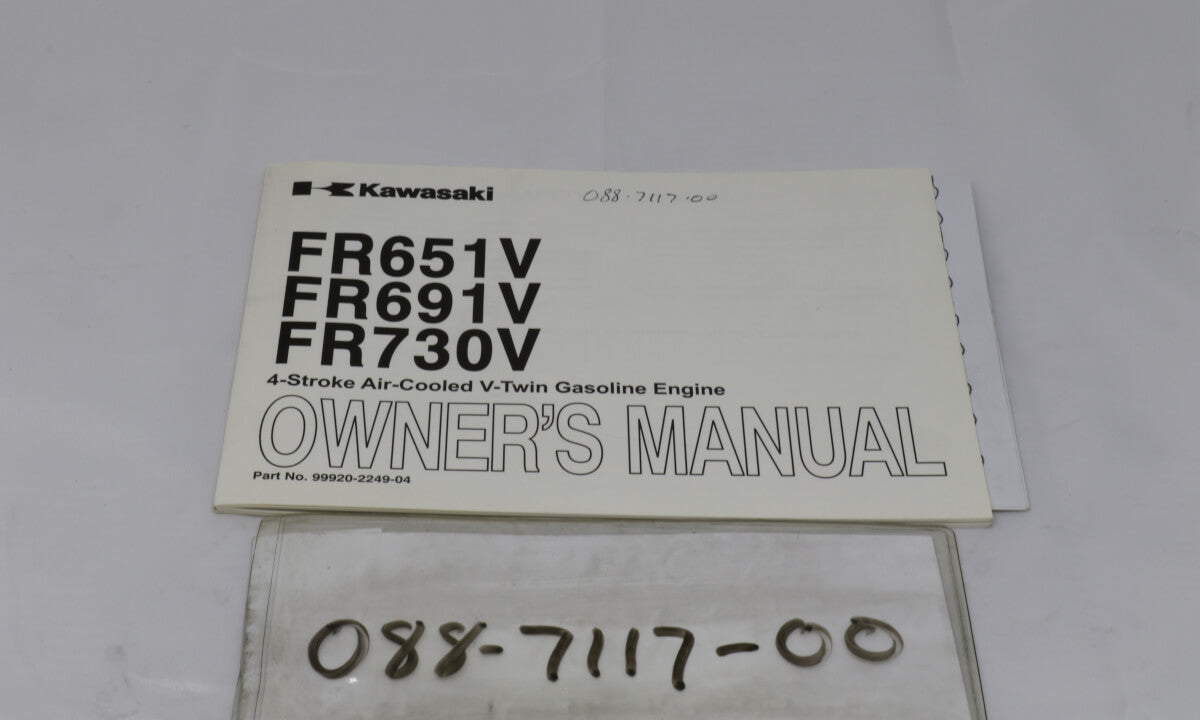 Kawasaki 088-7117-00
FR651V
FR691V
FR730V
4-Stroke Air-Cooled V-Twin Gasoline Engine
OWNER'S MANUAL
Part No. 99920-2249-04
088-7117-00